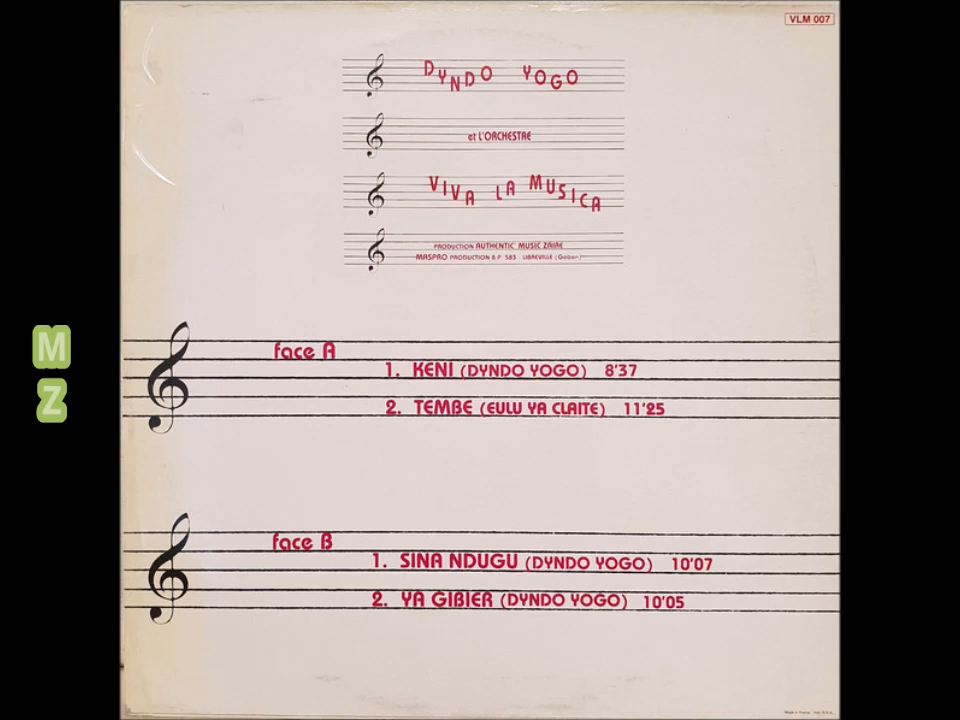 VLM 007
DYNDO YOGO
et L'ORCHESTRE
VIVA LA MUSICA
PRODUCTION AUTHENTIC MUSIC ZAIRE
MASPRO PRODUCTION B.P 583 LIBREVILLE (Gabon)
face A
1. KENI (DYNDO YOGO) 8'37
2. TEMBE (EULU YA CLAITE) 11'25
M
Z
face B
1. SINA NDUGU (DYNDO YOGO) 10'07
2. YA GIBIER (DYNDO YOGO) 10'05